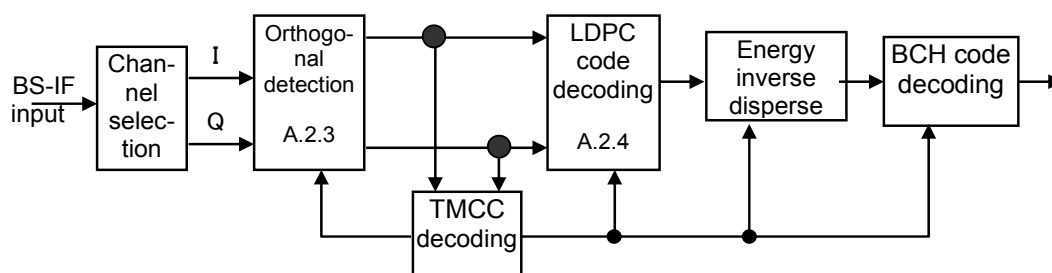 BS-IF
input
Chan-
nel
selec-
tion
I
Q
Orthogo-
nal
detection
A.2.3
LDPC
code
decoding
A.2.4
TMCC
decoding
Energy
inverse
disperse
BCH code
decoding